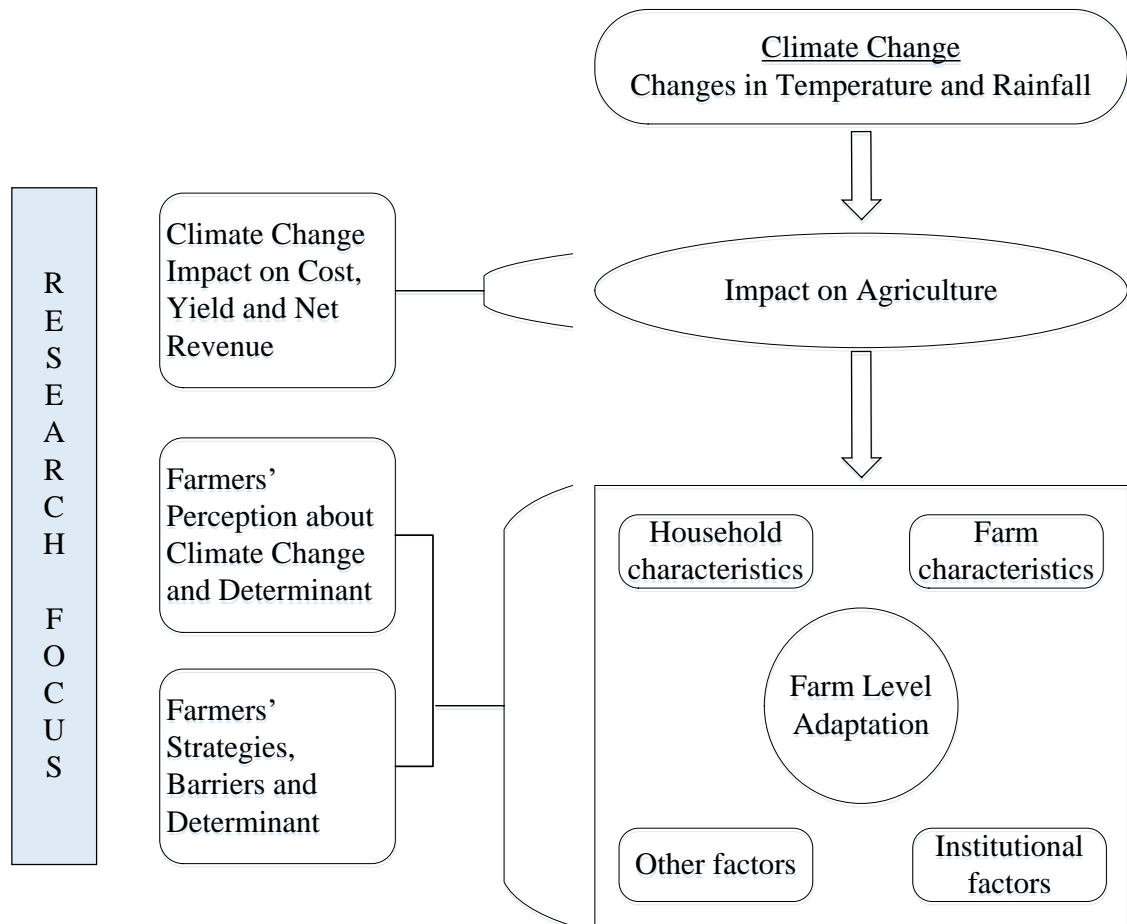 Climate Change
Changes in Temperature and Rainfall
RESEARCH FOCUS
Climate Change
Impact on Cost,
Yield and Net
Revenue
Impact on Agriculture
Farmers’
Perception about
Climate Change
and Determinant
Farmers’
Strategies,
Barriers and
Determinant
Household
characteristics
Farm
characteristics
Farm Level
Adaptation
Other factors
Institutional
factors